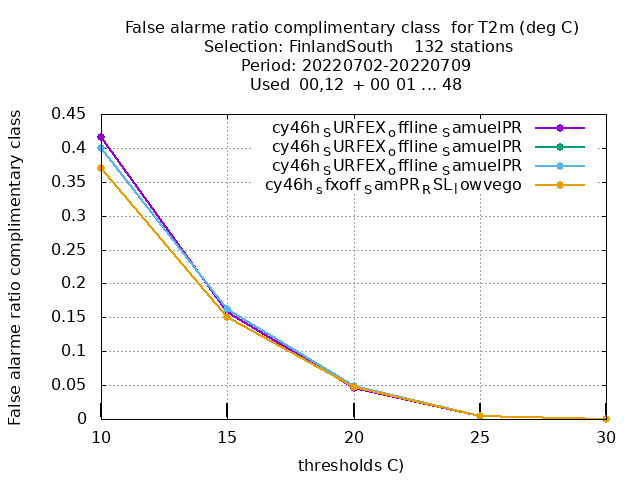 False alarme ratio complimentary class for T2m (deg C)
Selection: FinlandSouth 132 stations
Period: 20220702-20220709
Used 00,12 + 00 01 ... 48
False alarme ratio complimentary class
0.45
0.4
0.35
0.3
0.25
0.2
0.15
0.1
0.05
0
cy46h_SURFEX_offline_SamuelPR
cy46h_SURFEX_offline_SamuelPR
cy46h_SURFEX_offline_SamuelPR
cy46h_sfxoff_SamPR_RSL_lowvego
10 15 20 25 30
thresholds C)